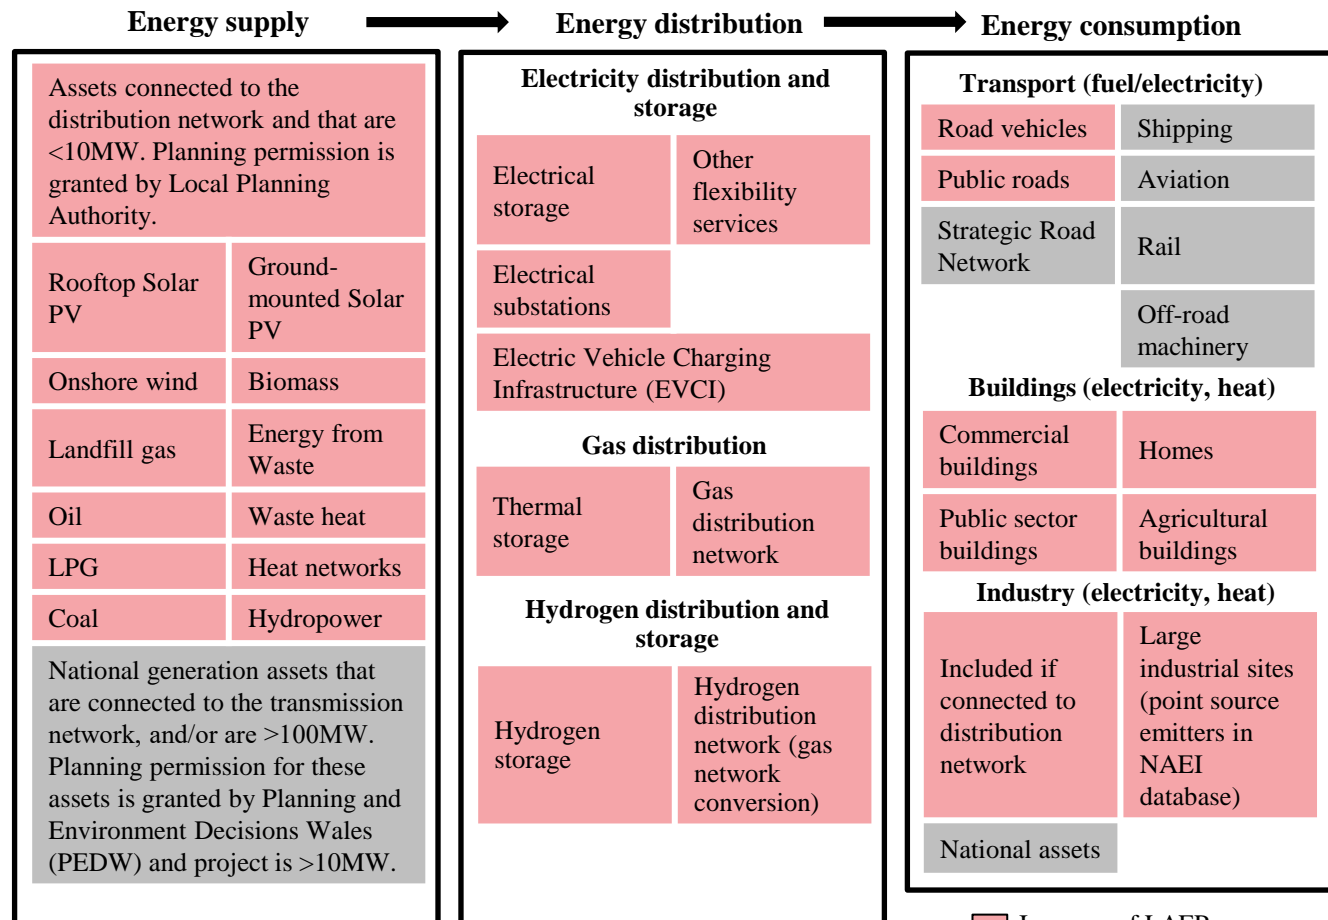 Energy supply
Energy distribution
Energy consumption
Assets connected to the
distribution network and that are
<10MW. Planning permission is
granted by Local Planning
Authority.
Rooftop Solar
PV
Ground-
mounted Solar
PV
Onshore wind
Biomass
Landfill gas
Energy from
Waste
Oil
Waste heat
LPG
Heat networks
Coal
Hydropower
National generation assets that
are connected to the transmission
network, and/or are >100MW.
Planning permission for these
assets is granted by Planning and
Environment Decisions Wales
(PEDW) and project is >10MW.
Electricity distribution and
storage
Electrical
storage
Other
flexibility
services
Electrical
substations
Electric Vehicle Charging
Infrastructure (EVCI)
Gas distribution
Thermal
storage
Gas
distribution
network
Hydrogen distribution and
storage
Hydrogen
storage
Hydrogen
distribution
network (gas
network
conversion)
Transport (fuel/electricity)
Road vehicles
Shipping
Public roads
Aviation
Strategic Road
Network
Rail
Off-road
machinery
Buildings (electricity, heat)
Commercial
buildings
Homes
Public sector
buildings
Agricultural
buildings
Industry (electricity, heat)
Included if
connected to
distribution
network
Large
industrial sites
(point source
emitters in
NAEI
database)
National assets